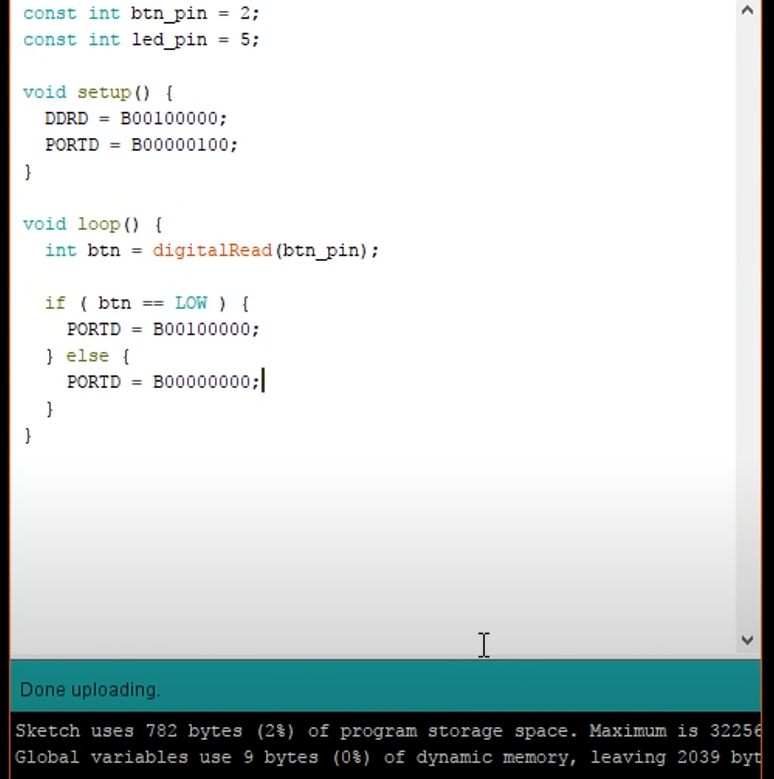 const int btn_pin = 2;
const int led_pin = 5;
void setup() {
DDRD = B00100000;
PORTD = B00000100;
}
void loop() {
int btn = digitalRead(btn_pin);
if ( btn == LOW ) {
PORTD = B00100000;
} else {
PORTD = B00000000;
}
}
Done uploading.
Sketch uses 782 bytes (2%) of program storage space. Maximum is 32256
Global variables use 9 bytes (0%) of dynamic memory, leaving 2039 byt